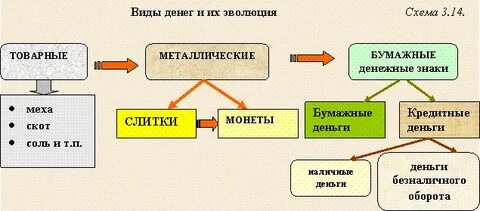 Виды денег и их эволюция
Схема 3.14.
ТОВАРНЫЕ
МЕТАЛЛИЧЕСКИЕ
БУМАЖНЫЕ
денежные знаки
• меха
• скот
• соль и т.п.
СЛИТКИ
МОНЕТЫ
Бумажные
деньги
Кредитные
деньги
наличные
деньги
деньги
безналичного
оборота